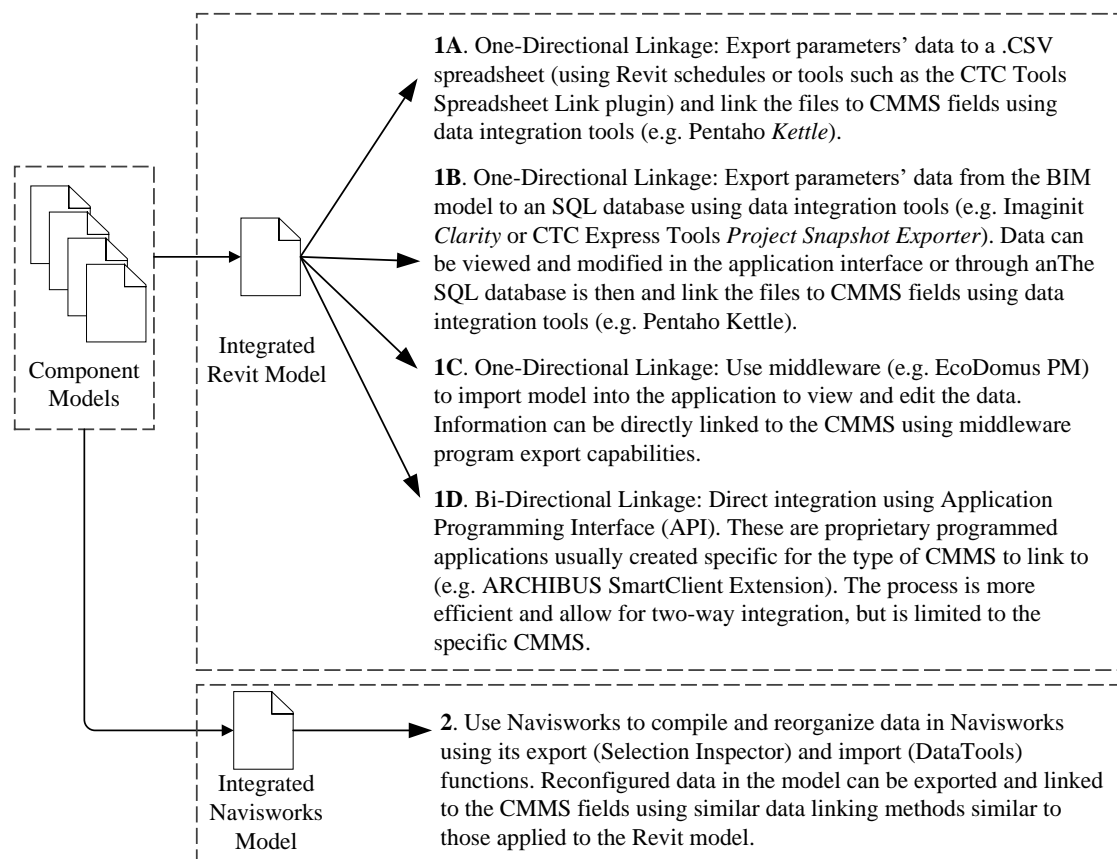 1A. One-Directional Linkage: Export parameters’ data to a .CSV
spreadsheet (using Revit schedules or tools such as the CTC Tools
Spreadsheet Link plugin) and link the files to CMMS fields using
data integration tools (e.g. Pentaho Kettle).
1B. One-Directional Linkage: Export parameters’ data from the BIM
model to an SQL database using data integration tools (e.g. Imaginit
Clarity or CTC Express Tools Project Snapshot Exporter). Data can
be viewed and modified in the application interface or through anThe
SQL database is then and link the files to CMMS fields using data
integration tools (e.g. Pentaho Kettle).
Component
Models
Integrated
Revit Model
1C. One-Directional Linkage: Use middleware (e.g. EcoDomus PM)
to import model into the application to view and edit the data.
Information can be directly linked to the CMMS using middleware
program export capabilities.
1D. Bi-Directional Linkage: Direct integration using Application
Programming Interface (API). These are proprietary programmed
applications usually created specific for the type of CMMS to link to
(e.g. ARCHIBUS SmartClient Extension). The process is more
efficient and allow for two-way integration, but is limited to the
specific CMMS.
Integrated
Navisworks
Model
2. Use Navisworks to compile and reorganize data in Navisworks
using its export (Selection Inspector) and import (DataTools)
functions. Reconfigured data in the model can be exported and linked
to the CMMS fields using similar data linking methods similar to
those applied to the Revit model.